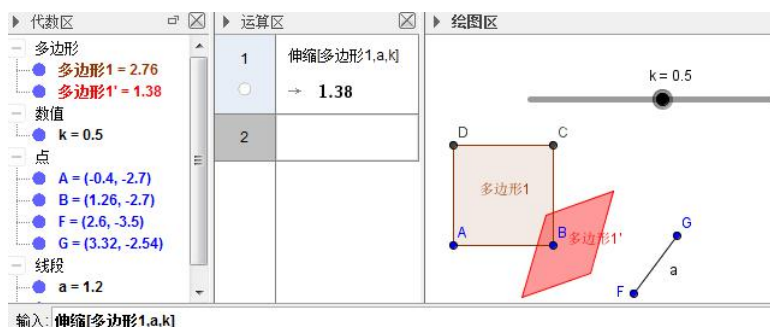 代数区
多边形
多边形1 = 2.76
多边形1' = 1.38
数值
k = 0.5
点
A = (-0.4, -2.7)
B = (1.26, -2.7)
F = (2.6, -3.5)
G = (3.32, -2.54)
线段
a = 1.2
运算区
1
伸缩[多边形1,a,k]
→ 1.38
2
绘图区
k = 0.5
D
C
多边形1
A
B
多边形1'
G
a
F
输入: 伸缩[多边形1,a,k]